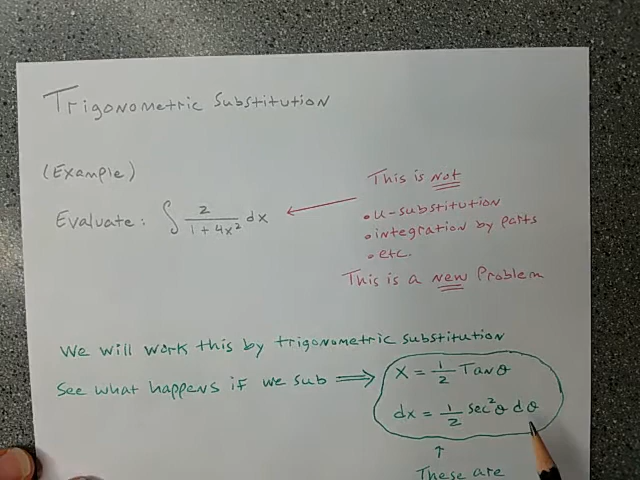 Trigonometric Substitution
(Example)
Evaluate: ∫ 2/(1 + 4x²) dx
This is not
• u-substitution
• integration by parts
• etc.
This is a new Problem
We will work this by trigonometric substitution
See what happens if we sub ⟹
x = 1/2 Tan θ
dx = 1/2 sec²θ dθ
↑
These are